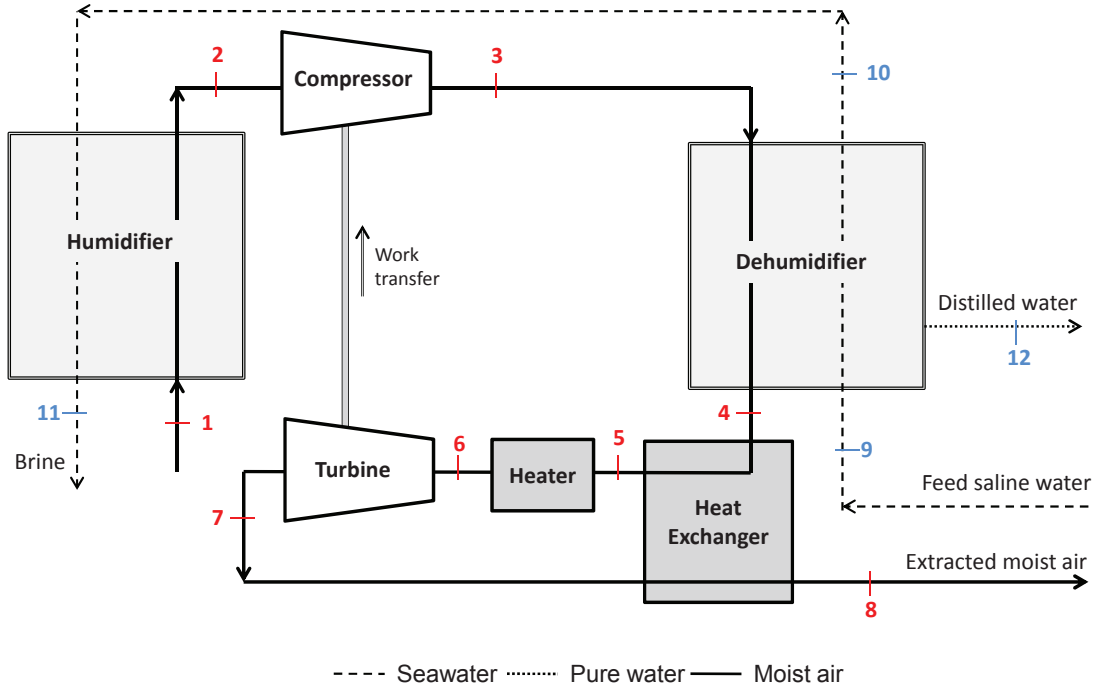 2
3
10
Compressor
Humidifier
Work
transfer
Dehumidifier
Distilled water
12
11
1
4
Brine
6
5
9
Turbine
Heater
Feed saline water
7
Heat
Exchanger
Extracted moist air
8
Seawater
Pure water
Moist air